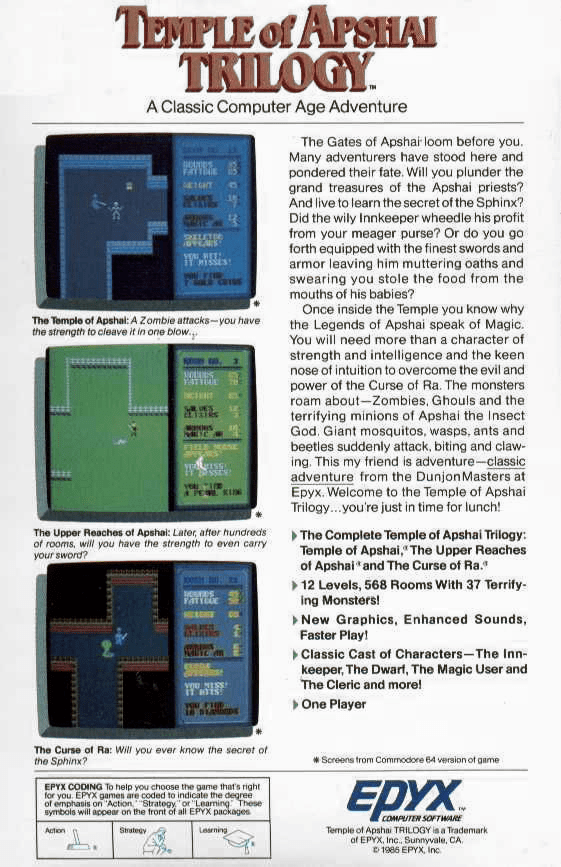 TEMPLE of APSHAI
TRILOGY™
A Classic Computer Age Adventure
The Temple of Apshai: A Zombie attacks—you have
the strength to cleave it in one blow...
The Upper Reaches of Apshai: Later, after hundreds
of rooms, will you have the strength to even carry
your sword?
The Curse of Ra: Will you ever know the secret of
the Sphinx?
The Gates of Apshai loom before you.
Many adventurers have stood here and
pondered their fate. Will you plunder the
grand treasures of the Apshai priests?
And live to learn the secret of the Sphinx?
Did the wily Innkeeper wheedle his profit
from your meager purse? Or do you go
forth equipped with the finest swords and
armor leaving him muttering oaths and
swearing you stole the food from the
mouths of his babies?
Once inside the Temple you know why
the Legends of Apshai speak of Magic.
You will need more than a character of
strength and intelligence and the keen
nose of intuition to overcome the evil and
power of the Curse of Ra. The monsters
roam about—Zombies, Ghouls and the
terrifying minions of Apshai the Insect
God. Giant mosquitos, wasps, ants and
beetles suddenly attack, biting and claw-
ing. This my friend is adventure—classic
adventure from the DunjonMasters at
Epyx. Welcome to the Temple of Apshai
Trilogy...you're just in time for lunch!
The Complete Temple of Apshai Trilogy:
Temple of Apshai,® The Upper Reaches
of Apshai® and The Curse of Ra.®
12 Levels, 568 Rooms With 37 Terrify-
ing Monsters!
New Graphics, Enhanced Sounds,
Faster Play!
Classic Cast of Characters—The Inn-
keeper, The Dwarf, The Magic User and
The Cleric and more!
One Player
* Screens from Commodore 64 version of game
EPYX CODING To help you choose the game that's right
for you. EPYX games are coded to indicate the degree
of emphasis on "Action," "Strategy," or "Learning." These
symbols will appear on the front of all EPYX packages.
Action Strategy Learning
EPYX™
COMPUTER SOFTWARE
Temple of Apshai TRILOGY is a Trademark
of EPYX, Inc., Sunnyvale, CA.
© 1985 EPYX, Inc.